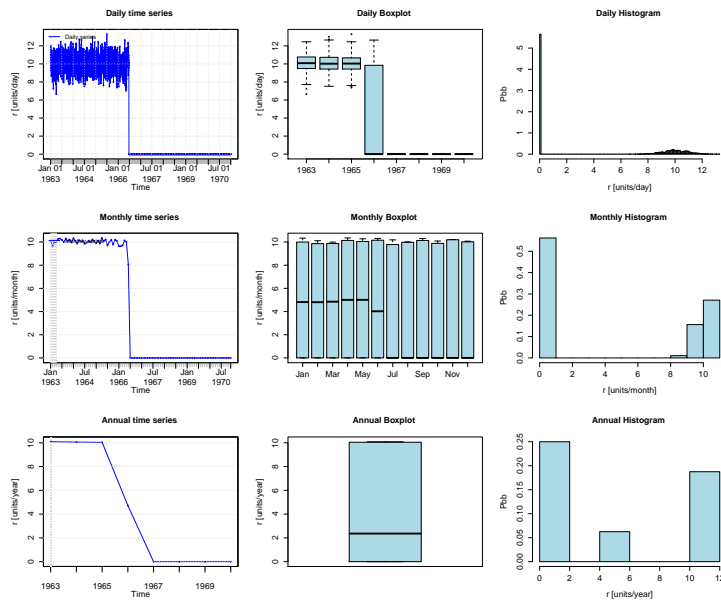 Daily time series
Daily Boxplot
Daily Histogram
r [units/day]
0 2 4 6 8 10 12
Daily series
Jan 01 Jul 01 Jan 01 Jul 01
1963 1964 1966 1967 1968 1970
Time
r [units/day]
0 2 4 6 8 10 12
1963 1965 1967 1969
Pbb
0 1 2 3 4 5
0 2 4 6 8 10 12
r [units/day]
Monthly time series
Monthly Boxplot
Monthly Histogram
r [units/month]
0 2 4 6 8 10
Jan Jul Jan Jul Jan Jul
1963 1964 1966 1967 1968 1970
Time
r [units/month]
0 2 4 6 8 10
Jan Mar May Jul Sep Nov
Pbb
0.0 0.1 0.2 0.3 0.4 0.5
0 2 4 6 8 10
r [units/month]
Annual time series
Annual Boxplot
Annual Histogram
r [units/year]
0 2 4 6 8 10
1963 1965 1967 1969
Time
r [units/year]
0 2 4 6 8 10
Pbb
0.00 0.05 0.10 0.15 0.20 0.25
0 2 4 6 8 10 12
r [units/year]